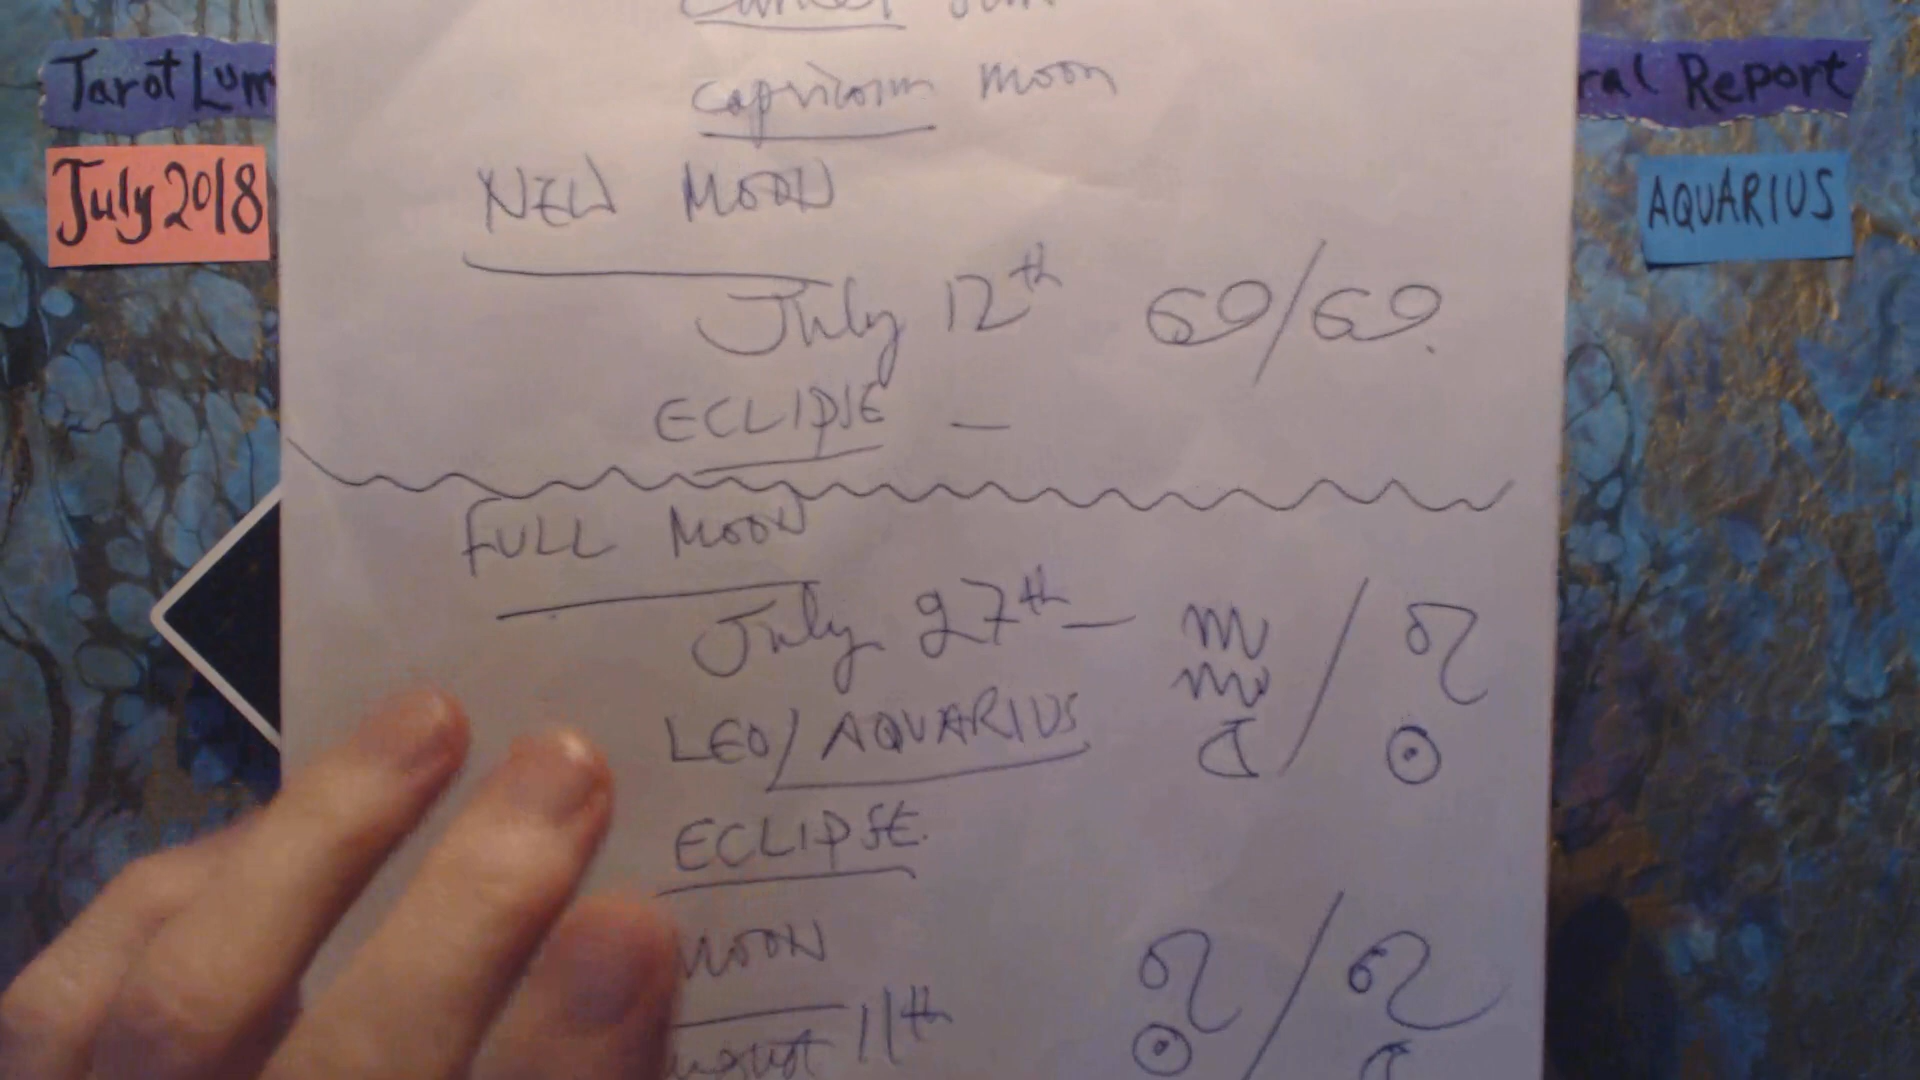 Tarot Lum
July 2018
ral Report
AQUARIUS
Capricorn Moon
NEW MOON
July 12th ♋/♋.
ECLIPSE —
FULL MOON
July 27th — ♒ / ♌
LEO / AQUARIUS ☽ ☉
ECLIPSE.
MOON ♌ / ♌
August 11th ☉ ☽